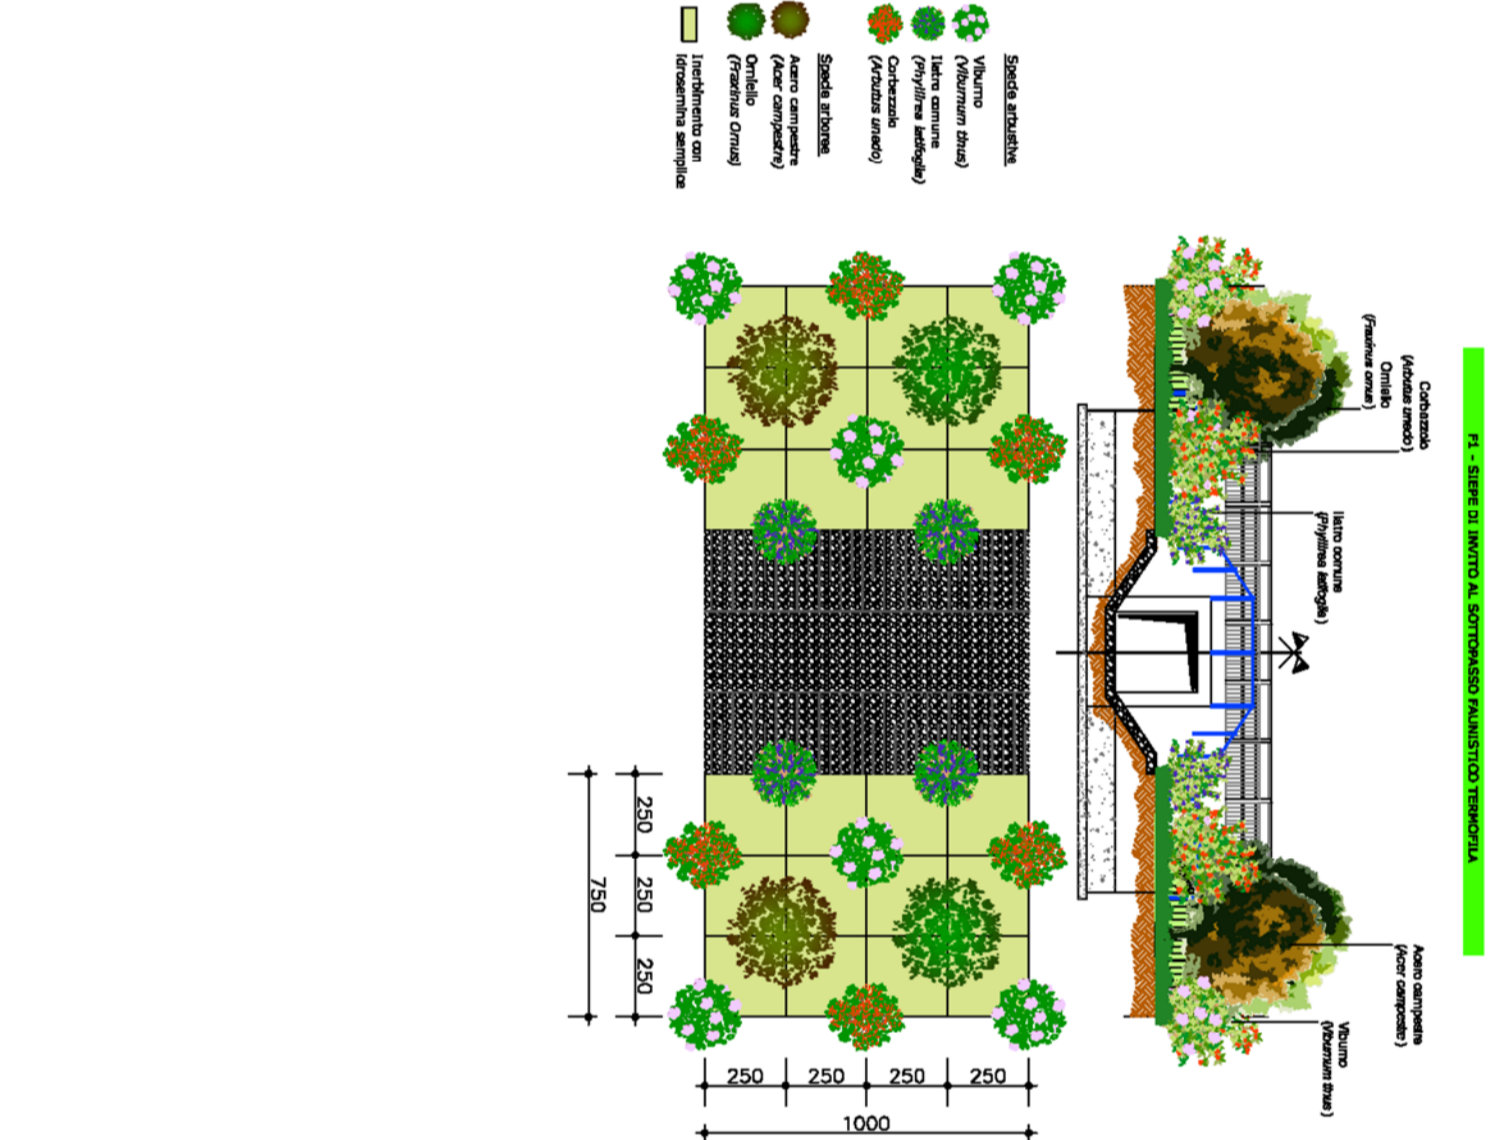 F1 - SIEPE DI INVITO AL SOTTOPASSO FAUNISTICO TERMOFILA
Corbezzolo
(Arbutus unedo)
Orniello
(Fraxinus ornus)
Ilatro comune
(Phyllirea latifoglia)
Acero campestre
(Acer campestre)
Viburno
(Viburnum tinus)
Specie arbustive
Viburno
(Viburnum tinus)
Ilatro comune
(Phyllirea latifoglia)
Corbezzolo
(Arbutus unedo)
Specie arboree
Acero campestre
(Acer campestre)
Orniello
(Fraxinus Ornus)
Inerbimento con
idrosemina semplice
250
250
250
750
250
250
250
250
1000